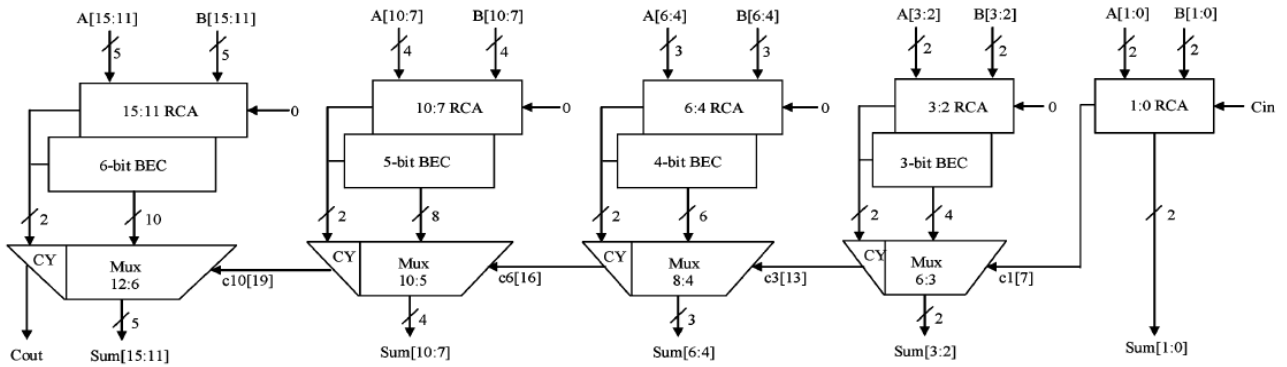 A[15:11] B[15:11] A[10:7] B[10:7] A[6:4] B[6:4] A[3:2] B[3:2] A[1:0] B[1:0]
5 5 4 4 3 3 2 2 2 2
15:11 RCA 0 10:7 RCA 0 6:4 RCA 0 3:2 RCA 0 1:0 RCA Cin
6-bit BEC 5-bit BEC 4-bit BEC 3-bit BEC
2 10 2 8 2 6 2 4 2
CY Mux CY Mux CY Mux CY Mux
12:6 c10[19] 10:5 c6[16] 8:4 c3[13] 6:3 c1[7]
5 4 3 2
Cout Sum[15:11] Sum[10:7] Sum[6:4] Sum[3:2] Sum[1:0]